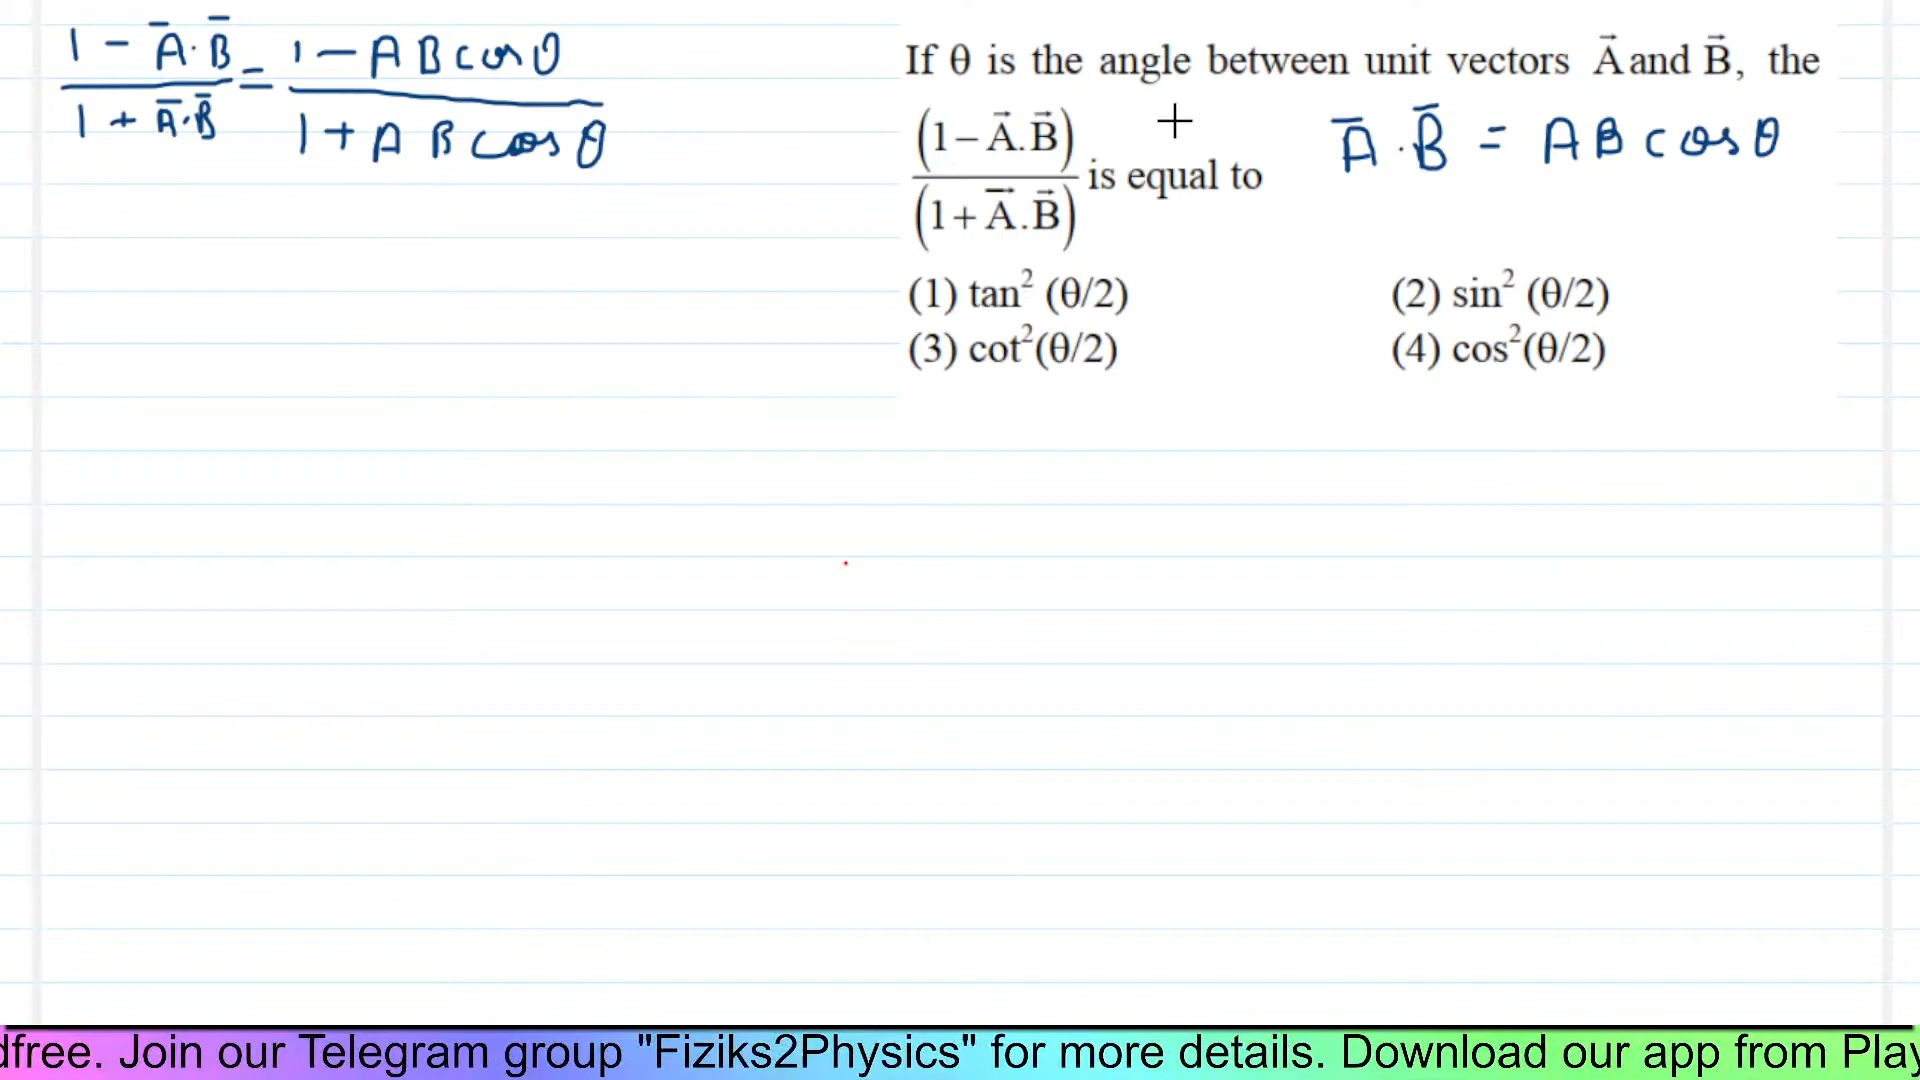 1 - A̅.B̅ / 1 + A̅.B̅ = 1 - A B cos θ / 1 + A B cos θ
If θ is the angle between unit vectors A⃗ and B⃗, the
(1 − A⃗.B⃗) / (1 + A⃗.B⃗) is equal to
A̅ . B̅ = A B cos θ
(1) tan² (θ/2) (2) sin² (θ/2)
(3) cot²(θ/2) (4) cos²(θ/2)
dfree. Join our Telegram group "Fiziks2Physics" for more details. Download our app from Play